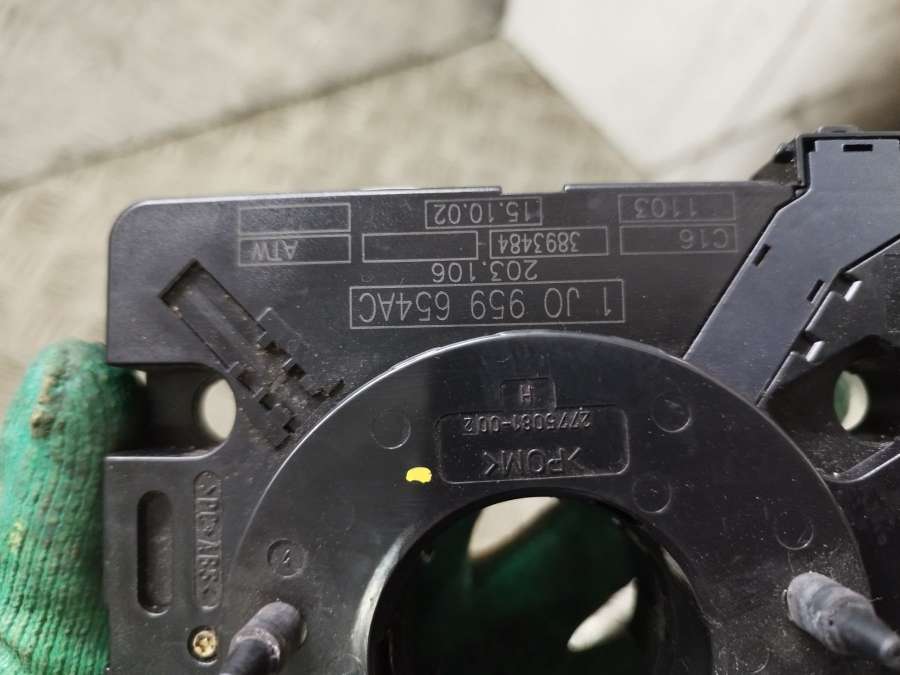 1 J0 959 654AC
203.106
C16 3893484 ATW
1103 15.10.02
>POM<
2775081-002
H